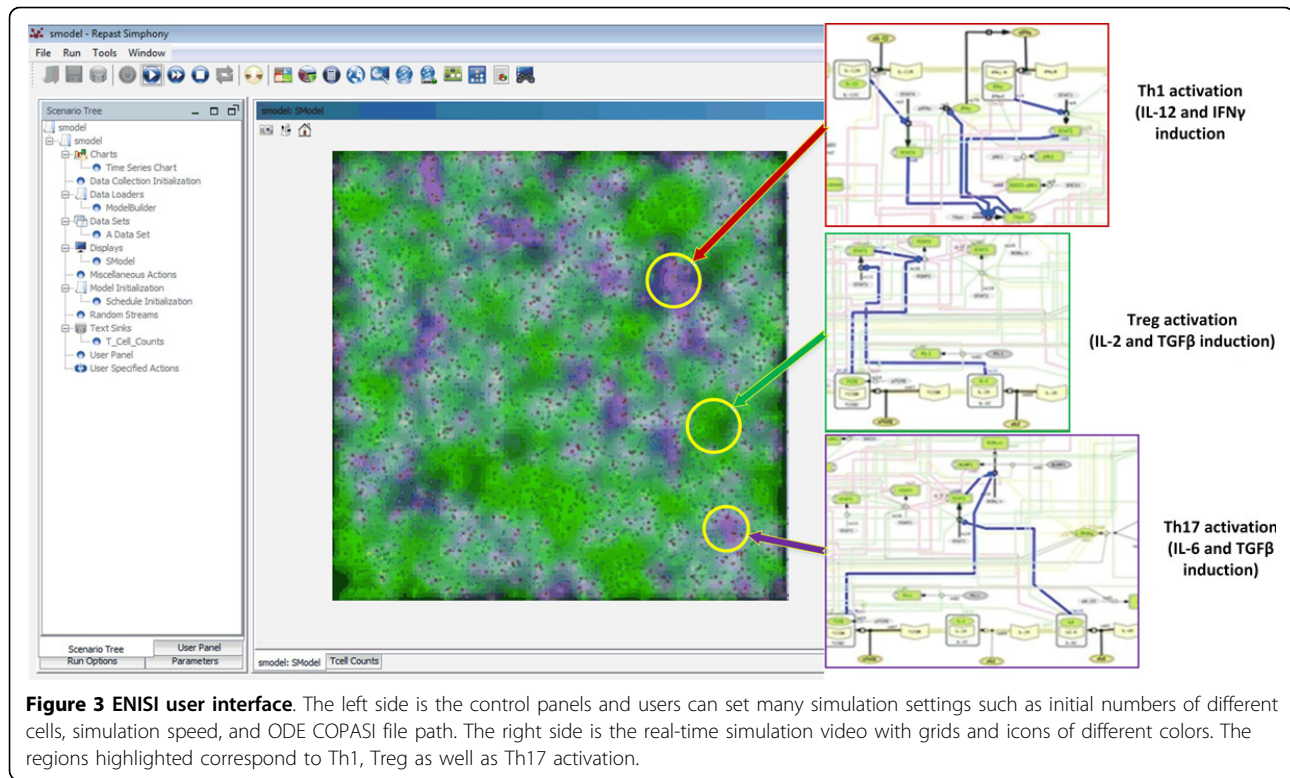 smodel - Repast Simphony
File Run Tools Window
Scenario Tree
smodel
smodel
Charts
Time Series Chart
Data Collection Initialization
Data Loaders
ModelBuilder
Data Sets
A Data Set
Displays
SModel
Miscellaneous Actions
Model Initialization
Schedule Initialization
Random Streams
Text Sinks
T_Cell_Counts
User Panel
User Specified Actions
Scenario Tree User Panel
Run Options Parameters
smodel: SModel
smodel: SModel Tcell Counts
Th1 activation
(IL-12 and IFNγ
induction
Treg activation
(IL-2 and TGFβ induction)
Th17 activation
(IL-6 and TGFβ
induction)
Figure 3 ENISI user interface. The left side is the control panels and users can set many simulation settings such as initial numbers of different
cells, simulation speed, and ODE COPASI file path. The right side is the real-time simulation video with grids and icons of different colors. The
regions highlighted correspond to Th1, Treg as well as Th17 activation.